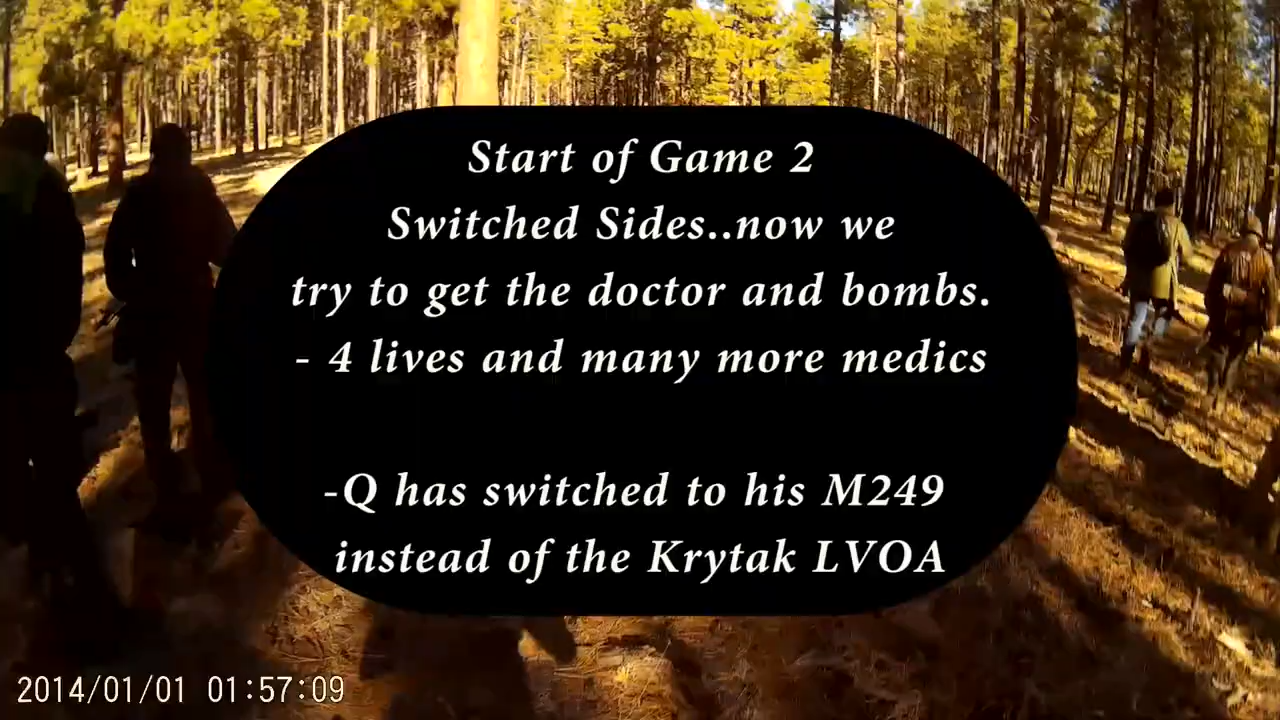 Start of Game 2
Switched Sides..now we
try to get the doctor and bombs.
- 4 lives and many more medics
-Q has switched to his M249
instead of the Krytak LVOA
2014/01/01 01:57:09